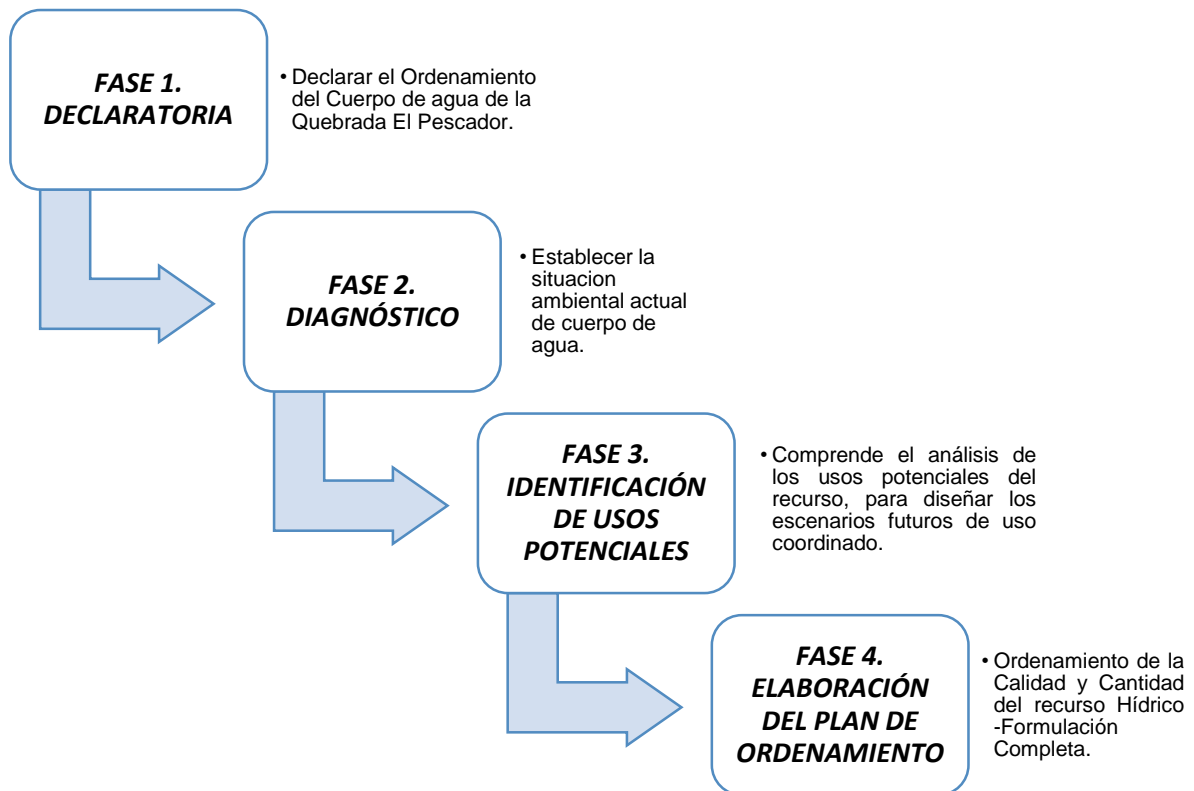 FASE 1.
DECLARATORIA
• Declarar el Ordenamiento
del Cuerpo de agua de la
Quebrada El Pescador.
FASE 2.
DIAGNÓSTICO
• Establecer la
situacion
ambiental actual
de cuerpo de
agua.
FASE 3.
IDENTIFICACIÓN
DE USOS
POTENCIALES
• Comprende el análisis de
los usos potenciales del
recurso, para diseñar los
escenarios futuros de uso
coordinado.
FASE 4.
ELABORACIÓN
DEL PLAN DE
ORDENAMIENTO
• Ordenamiento de la
Calidad y Cantidad
del recurso Hídrico
-Formulación
Completa.